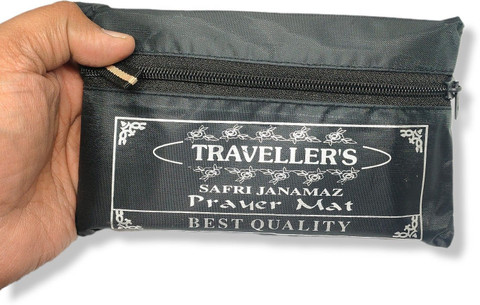 TRAVELLER'S
SAFRI JANAMAZ
Prayer Mat
BEST QUALITY